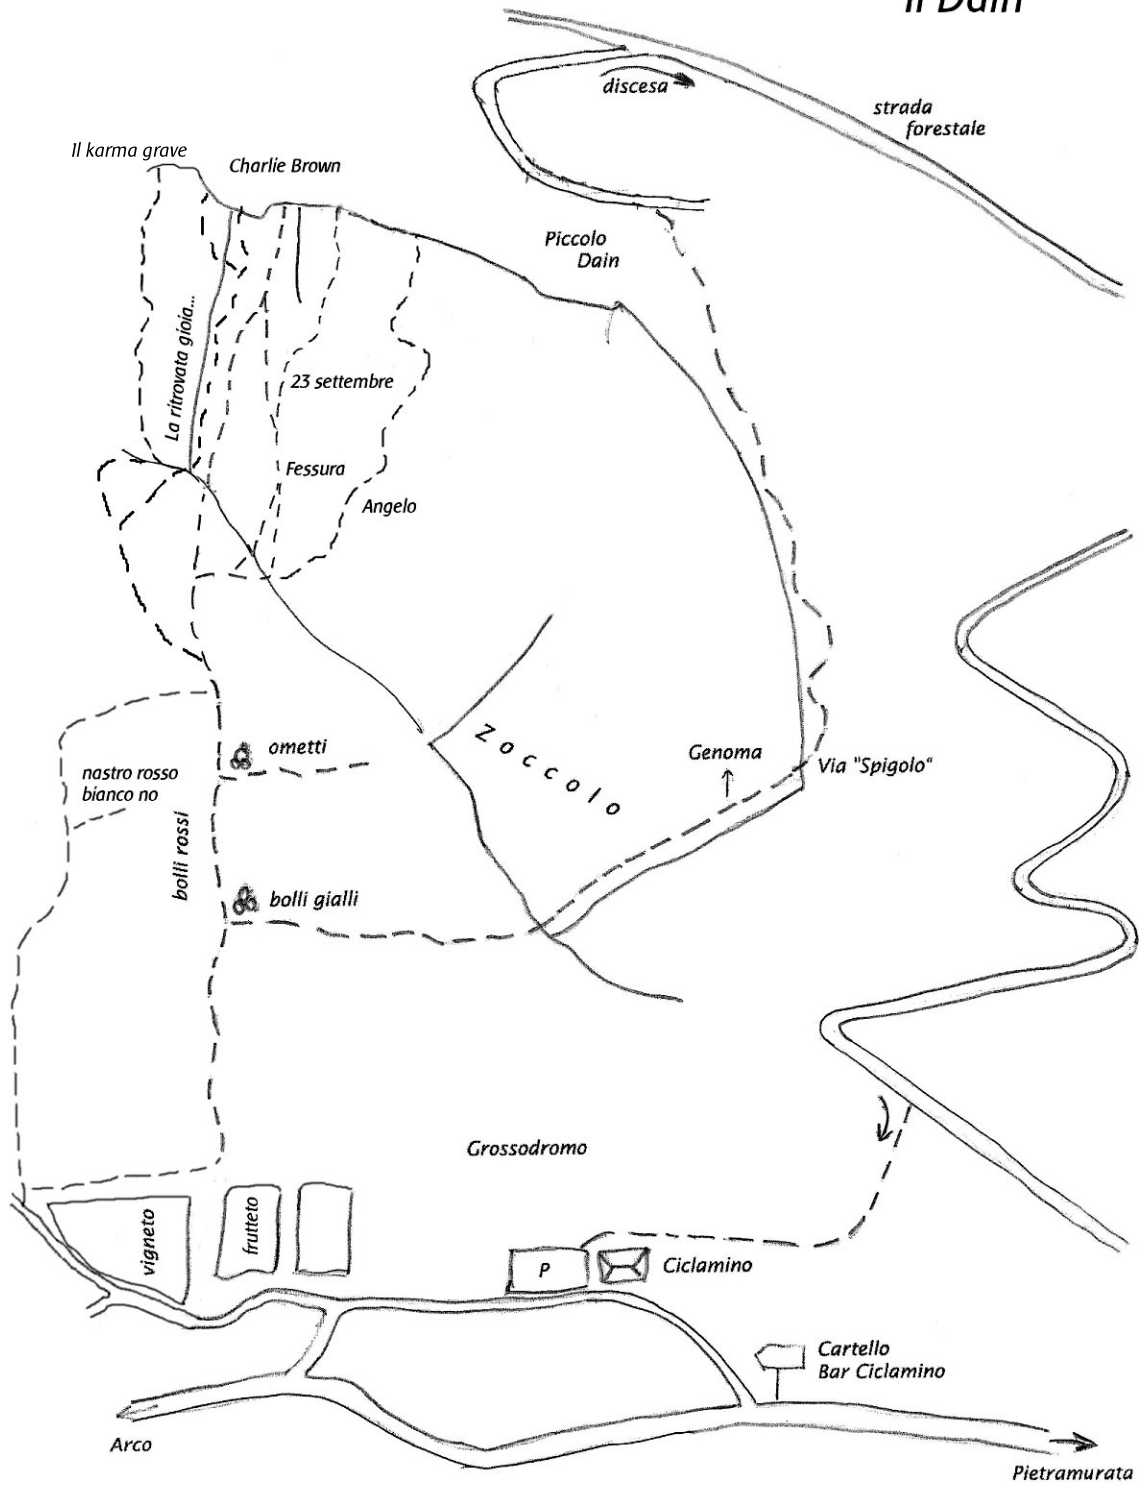 Il Dain
discesa
strada
forestale
Il karma grave
Charlie Brown
Piccolo
Dain
La ritrovata gioia...
23 settembre
Fessura
Angelo
Zoccolo
ometti
Genoma
Via "Spigolo"
nastro rosso
bianco no
bolli rossi
bolli gialli
Grossodromo
vigneto
frutteto
P
Ciclamino
Cartello
Bar Ciclamino
Arco
Pietramurata